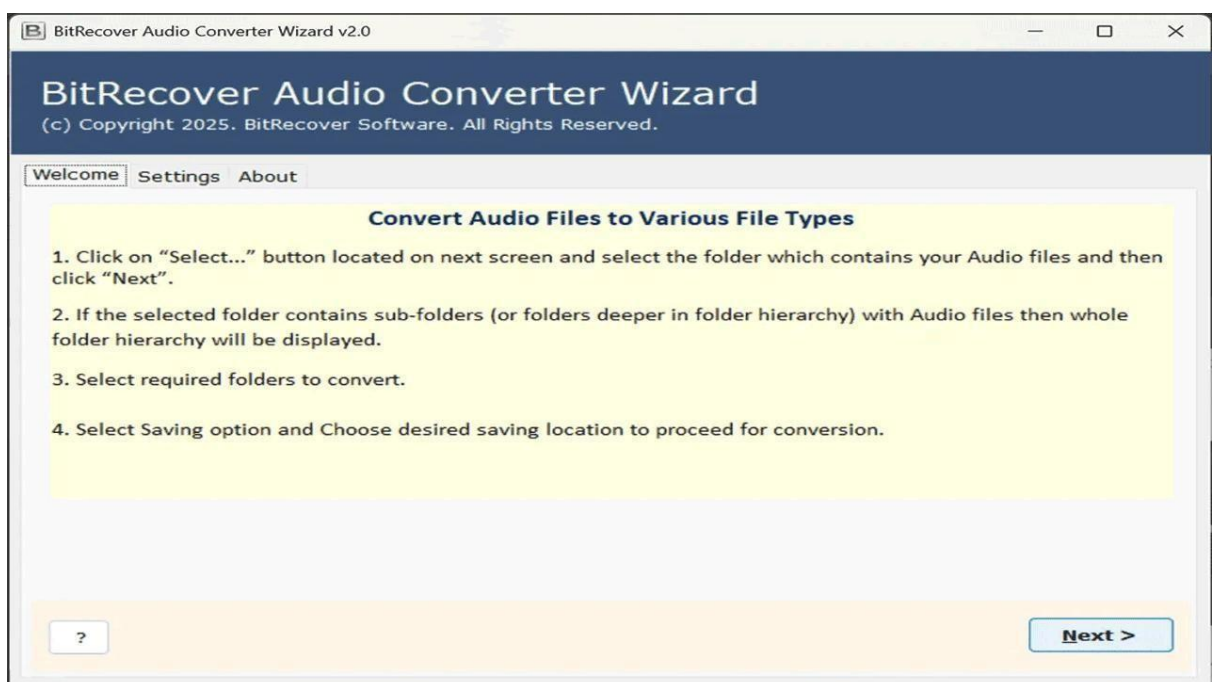 BitRecover Audio Converter Wizard v2.0
BitRecover Audio Converter Wizard
(c) Copyright 2025. BitRecover Software. All Rights Reserved.
Welcome Settings About
Convert Audio Files to Various File Types
1. Click on “Select...” button located on next screen and select the folder which contains your Audio files and then
click “Next”.
2. If the selected folder contains sub-folders (or folders deeper in folder hierarchy) with Audio files then whole
folder hierarchy will be displayed.
3. Select required folders to convert.
4. Select Saving option and Choose desired saving location to proceed for conversion.
? Next >